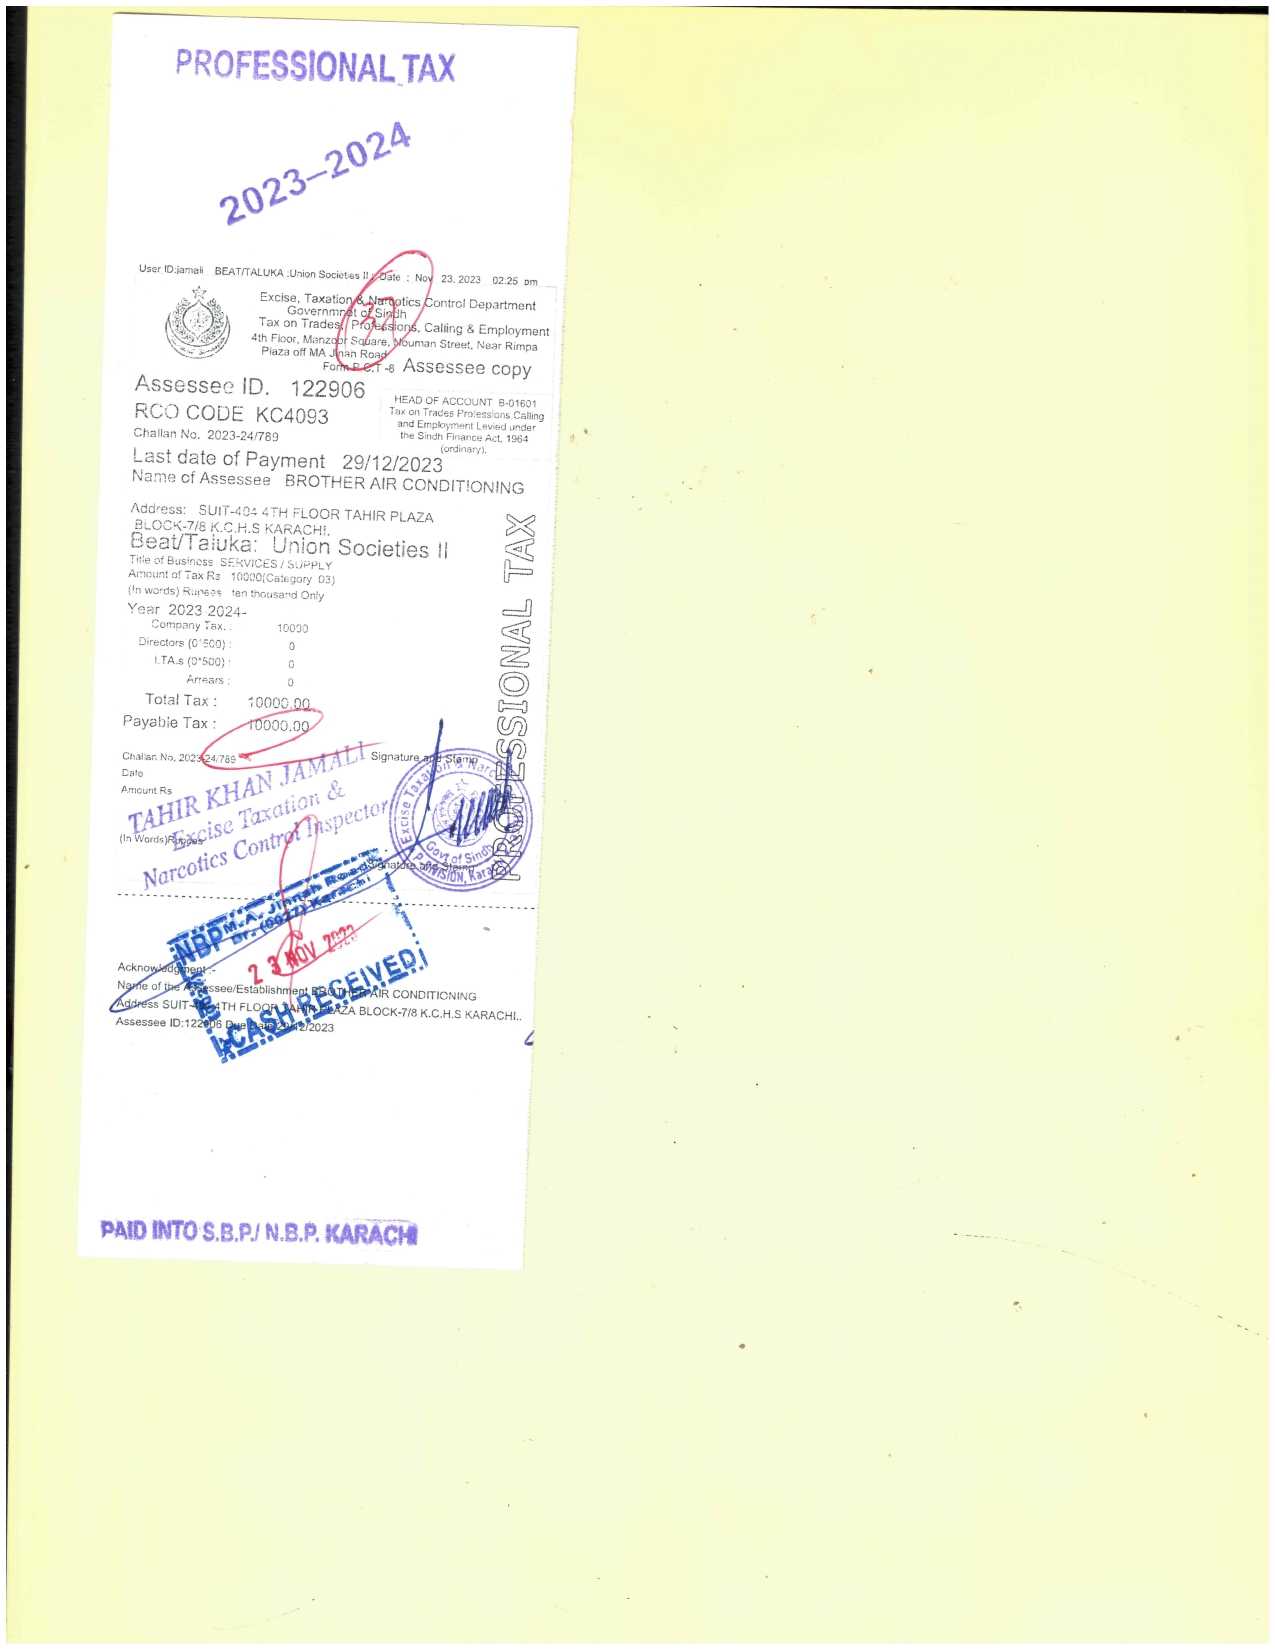 PROFESSIONAL TAX
2023-2024
User ID:jamali BEAT/TALUKA :Union Societies II : Date : Nov 23, 2023 02:25 pm
Excise, Taxation & Narcotics Control Department
Governmnet of Sindh
Tax on Trades, Professions, Calling & Employment
4th Floor, Manzoor Square, Nouman Street, Near Rimpa
Plaza off MA Jinah Road
Form P.C.T -8 Assessee copy
Assessee ID. 122906
RCO CODE KC4093
Challan No. 2023-24/789
HEAD OF ACCOUNT B-01601
Tax on Trades Professions Calling
and Employment Levied under
the Sindh Finance Act, 1964
(ordinary).
Last date of Payment 29/12/2023
Name of Assessee BROTHER AIR CONDITIONING
Address: SUIT-404 4TH FLOOR TAHIR PLAZA
BLOCK-7/8 K.C.H.S KARACHI.
Beat/Taluka: Union Societies II
Title of Business SERVICES / SUPPLY
Amount of Tax Rs 10000(Category 03)
(In words) Rupees ten thousand Only
Year 2023 2024-
Company Tax. : 10000
Directors (0*500) : 0
I.TA.s (0*500) : 0
Arrears : 0
Total Tax : 10000.00
Payable Tax : 10000.00
PROFESSIONAL TAX
Challan No. 2023-24/789
Signature and Stamp
Date
Amount Rs
(In Words)Rupees
TAHIR KHAN JAMALI
Excise Taxation &
Narcotics Control Inspector
Excise Taxation & Narc
Govt of Sindh
DIVISION, Karachi
Signature and Stamp
NBP M.A. Jinnah Road
Br. (0027) Karachi
23 NOV 2023
CASH RECEIVED
Acknowledgment :-
Name of the Assessee/Establishment BROTHER AIR CONDITIONING
Address SUIT-404 4TH FLOOR TAHIR PLAZA BLOCK-7/8 K.C.H.S KARACHI..
Assessee ID:122906 Due Date 29/12/2023
PAID INTO S.B.P./ N.B.P. KARACHI